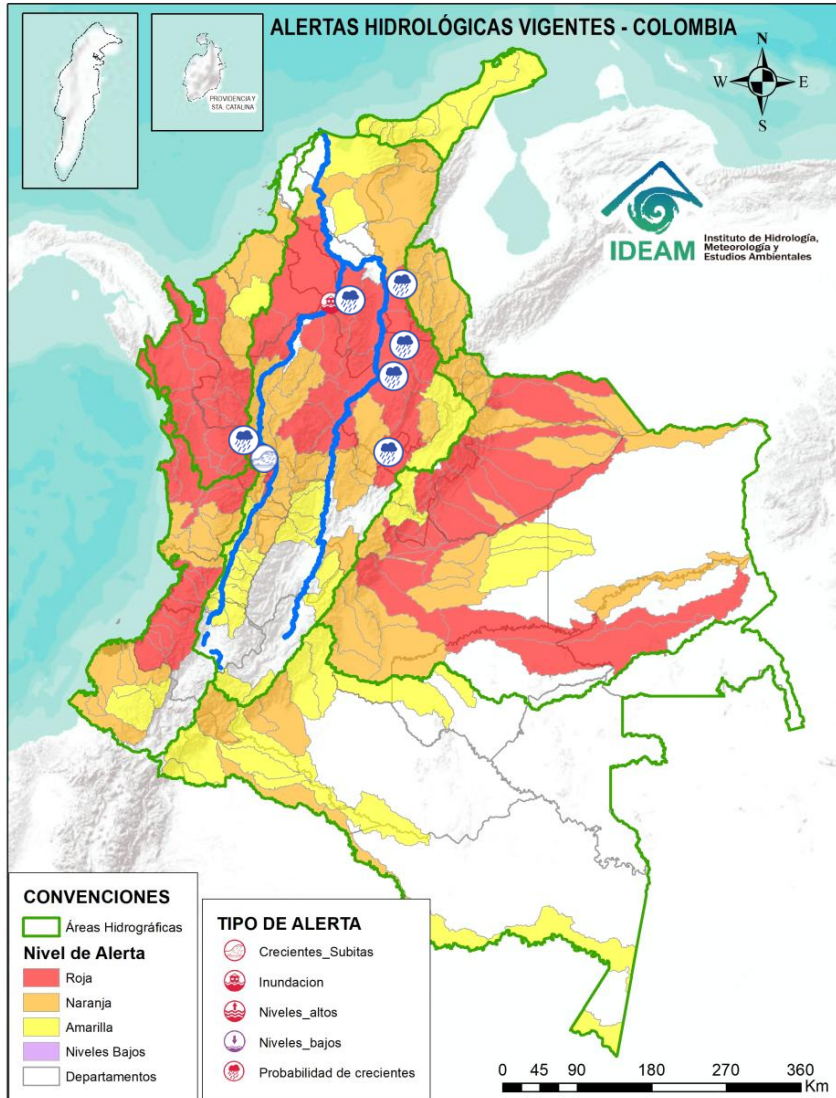 ALERTAS HIDROLÓGICAS VIGENTES - COLOMBIA
PROVIDENCIA Y
STA. CATALINA
N
W
E
S
IDEAM
Instituto de Hidrología,
Meteorología y
Estudios Ambientales
CONVENCIONES
Áreas Hidrográficas
Nivel de Alerta
Roja
Naranja
Amarilla
Niveles Bajos
Departamentos
TIPO DE ALERTA
Crecientes_Subitas
Inundacion
Niveles_altos
Niveles_bajos
Probabilidad de crecientes
0 45 90 180 270 360
Km